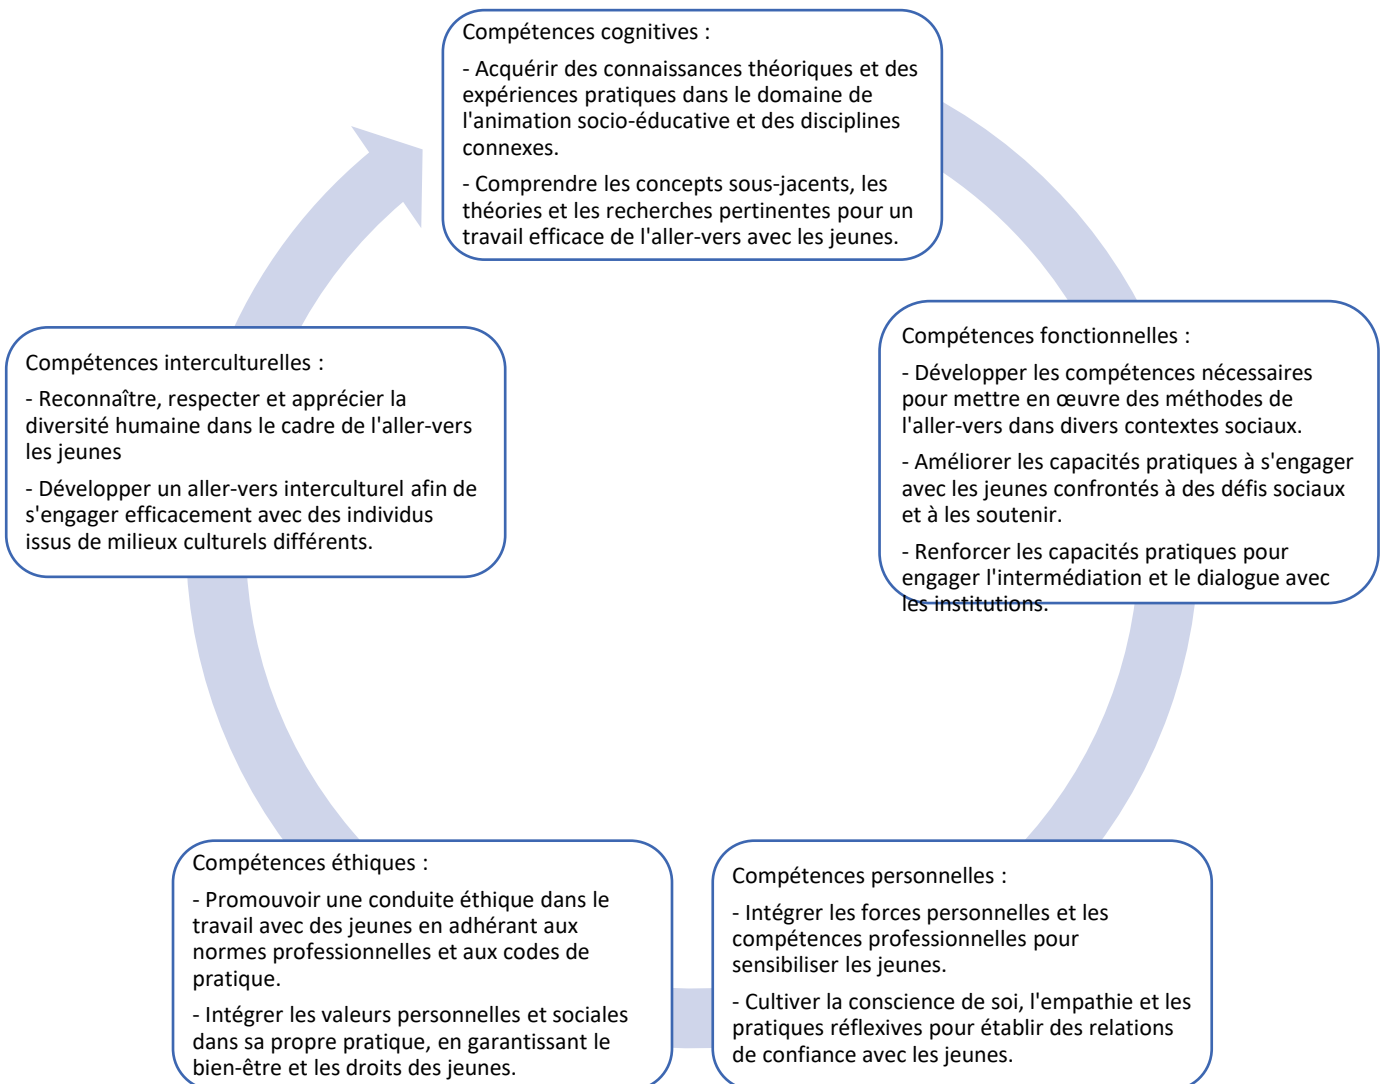 Compétences cognitives :
- Acquérir des connaissances théoriques et des
expériences pratiques dans le domaine de
l'animation socio-éducative et des disciplines
connexes.
- Comprendre les concepts sous-jacents, les
théories et les recherches pertinentes pour un
travail efficace de l'aller-vers avec les jeunes.
Compétences fonctionnelles :
- Développer les compétences nécessaires
pour mettre en œuvre des méthodes de
l'aller-vers dans divers contextes sociaux.
- Améliorer les capacités pratiques à s'engager
avec les jeunes confrontés à des défis sociaux
et à les soutenir.
- Renforcer les capacités pratiques pour
engager l'intermédiation et le dialogue avec
les institutions.
Compétences personnelles :
- Intégrer les forces personnelles et les
compétences professionnelles pour
sensibiliser les jeunes.
- Cultiver la conscience de soi, l'empathie et les
pratiques réflexives pour établir des relations
de confiance avec les jeunes.
Compétences éthiques :
- Promouvoir une conduite éthique dans le
travail avec des jeunes en adhérant aux
normes professionnelles et aux codes de
pratique.
- Intégrer les valeurs personnelles et sociales
dans sa propre pratique, en garantissant le
bien-être et les droits des jeunes.
Compétences interculturelles :
- Reconnaître, respecter et apprécier la
diversité humaine dans le cadre de l'aller-vers
les jeunes
- Développer un aller-vers interculturel afin de
s'engager efficacement avec des individus
issus de milieux culturels différents.